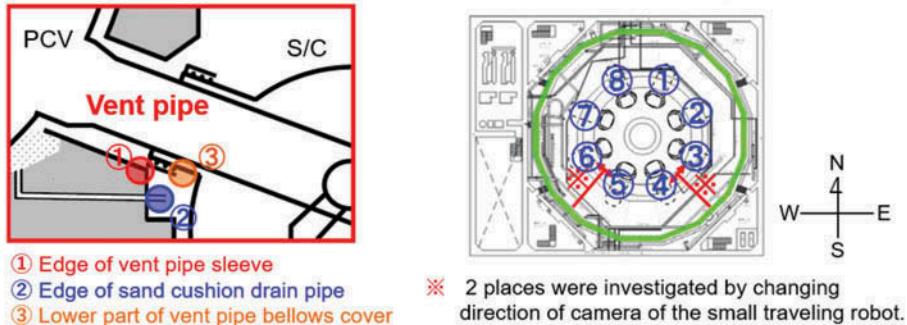 PCV
S/C
Vent pipe
①
③
②
① Edge of vent pipe sleeve
② Edge of sand cushion drain pipe
③ Lower part of vent pipe bellows cover
⑧ ①
⑦ ②
⑥ ③
⑤ ④
※ ※
N
W E
S
※ 2 places were investigated by changing
direction of camera of the small traveling robot.